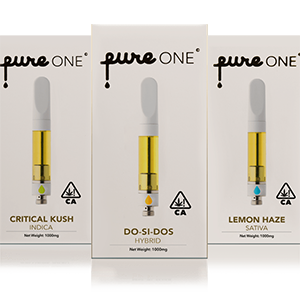 pure ONE
CRITICAL KUSH
INDICA
Net Weight: 1000mg
CA
pure ONE
DO-SI-DOS
HYBRID
Net Weight: 1000mg
CA
pure ONE
LEMON HAZE
SATIVA
Net Weight: 1000mg
CA